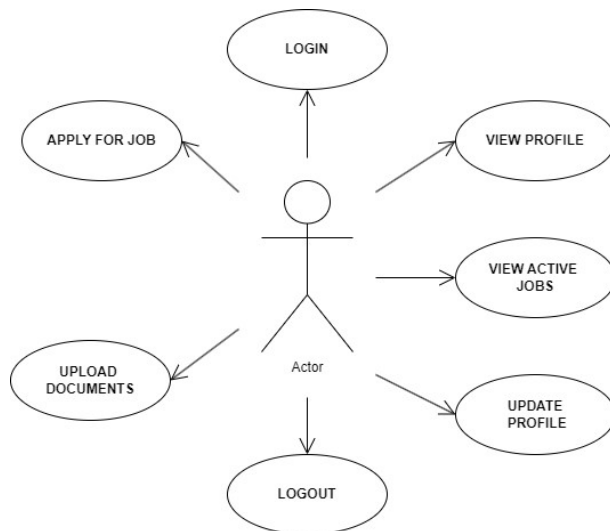 LOGIN
APPLY FOR JOB
VIEW PROFILE
VIEW ACTIVE
JOBS
Actor
UPLOAD
DOCUMENTS
UPDATE
PROFILE
LOGOUT